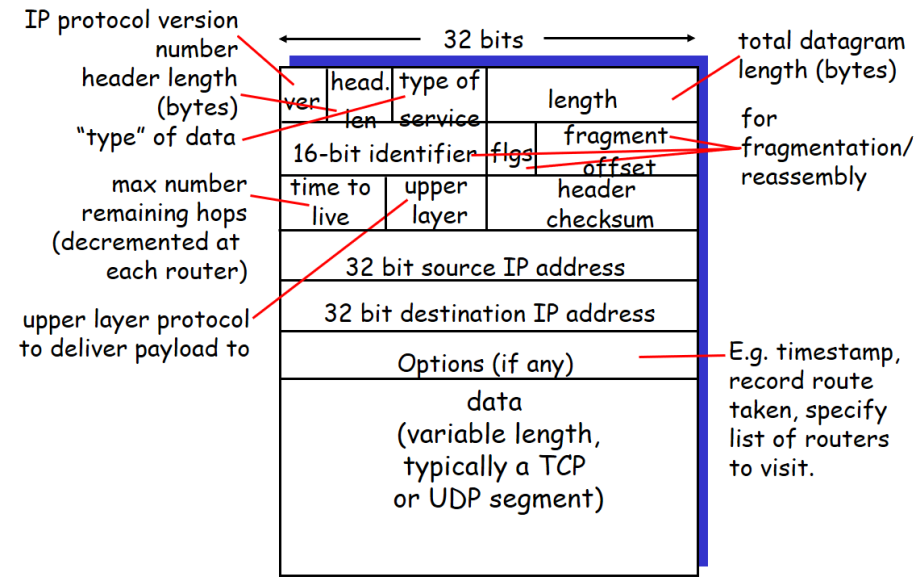 IP protocol version
number
header length
(bytes)
"type" of data
max number
remaining hops
(decremented at
each router)
upper layer protocol
to deliver payload to
32 bits
ver
head.
len
type of
service
length
16-bit identifier
flgs
fragment
offset
time to
live
upper
layer
header
checksum
32 bit source IP address
32 bit destination IP address
Options (if any)
data
(variable length,
typically a TCP
or UDP segment)
total datagram
length (bytes)
for
fragmentation/
reassembly
E.g. timestamp,
record route
taken, specify
list of routers
to visit.